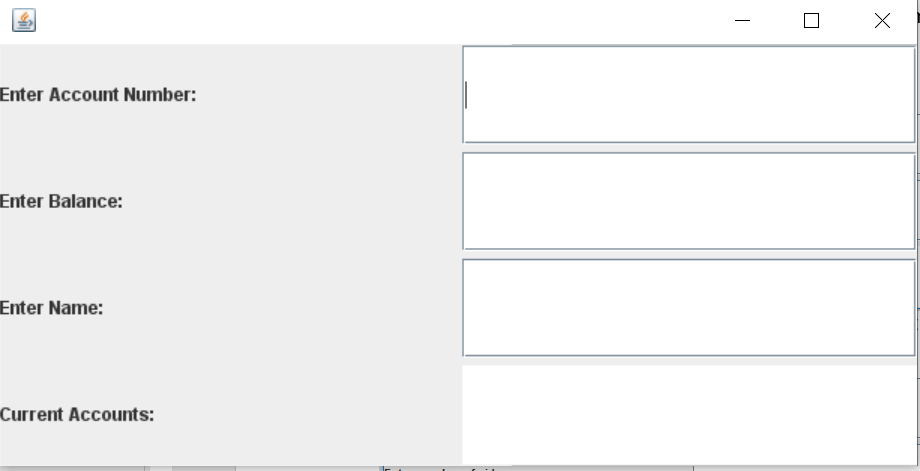 Enter Account Number:
Enter Balance:
Enter Name:
Current Accounts: